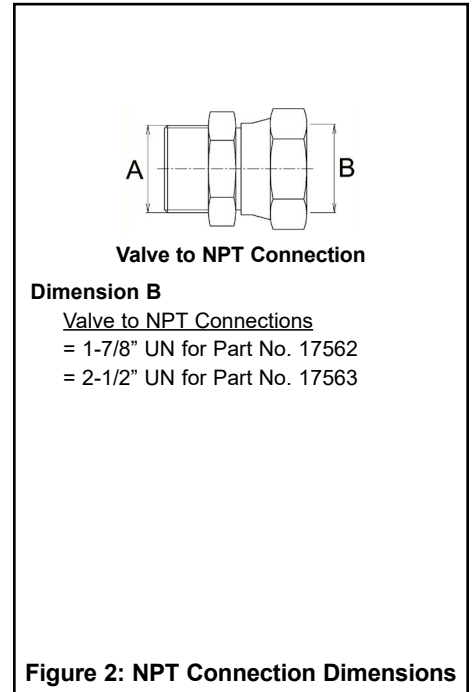 A
B
Valve to NPT Connection
Dimension B
Valve to NPT Connections
= 1-7/8” UN for Part No. 17562
= 2-1/2” UN for Part No. 17563
Figure 2: NPT Connection Dimensions